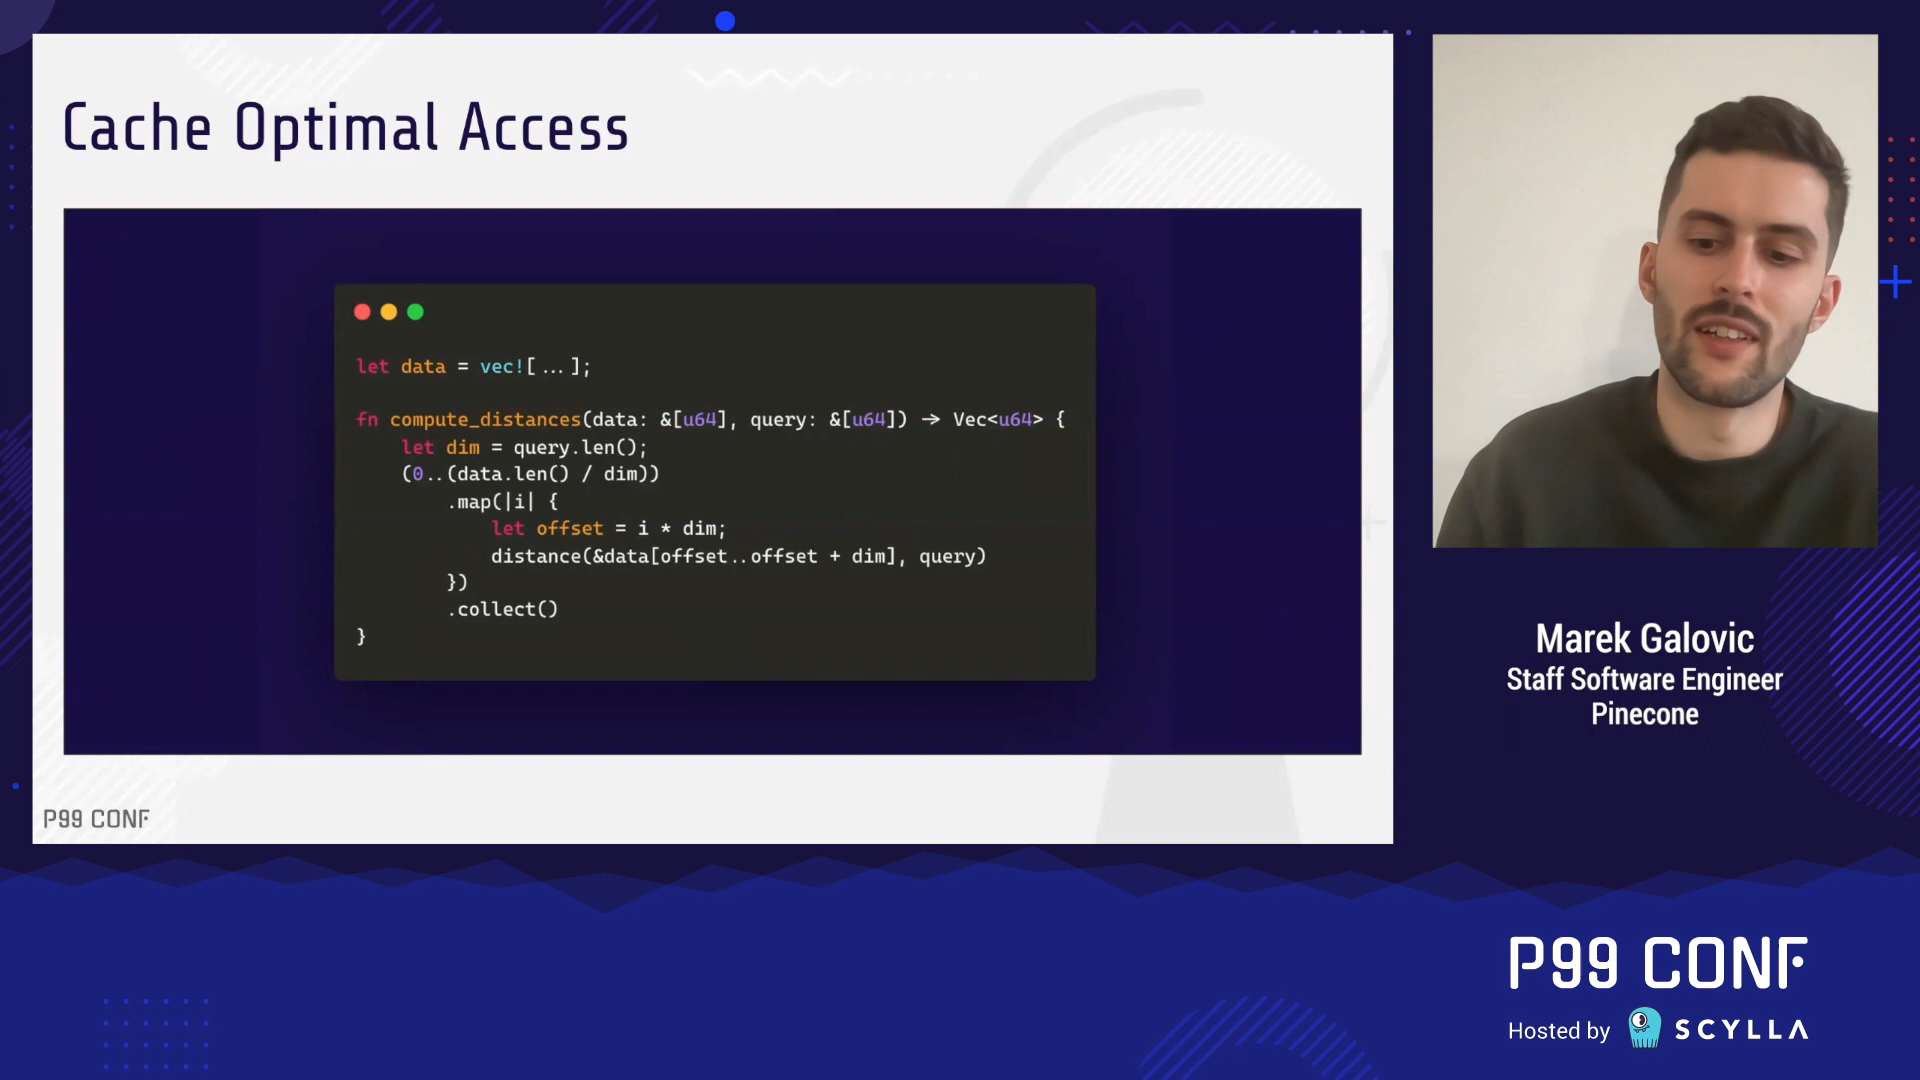 Cache Optimal Access
let data = vec![...];
fn compute_distances(data: &[u64], query: &[u64]) → Vec<u64> {
    let dim = query.len();
    (0..(data.len() / dim))
        .map(|i| {
            let offset = i * dim;
            distance(&data[offset..offset + dim], query)
        })
        .collect()
}
P99 CONF
Marek Galovic
Staff Software Engineer
Pinecone
P99 CONF
Hosted by SCYLLA